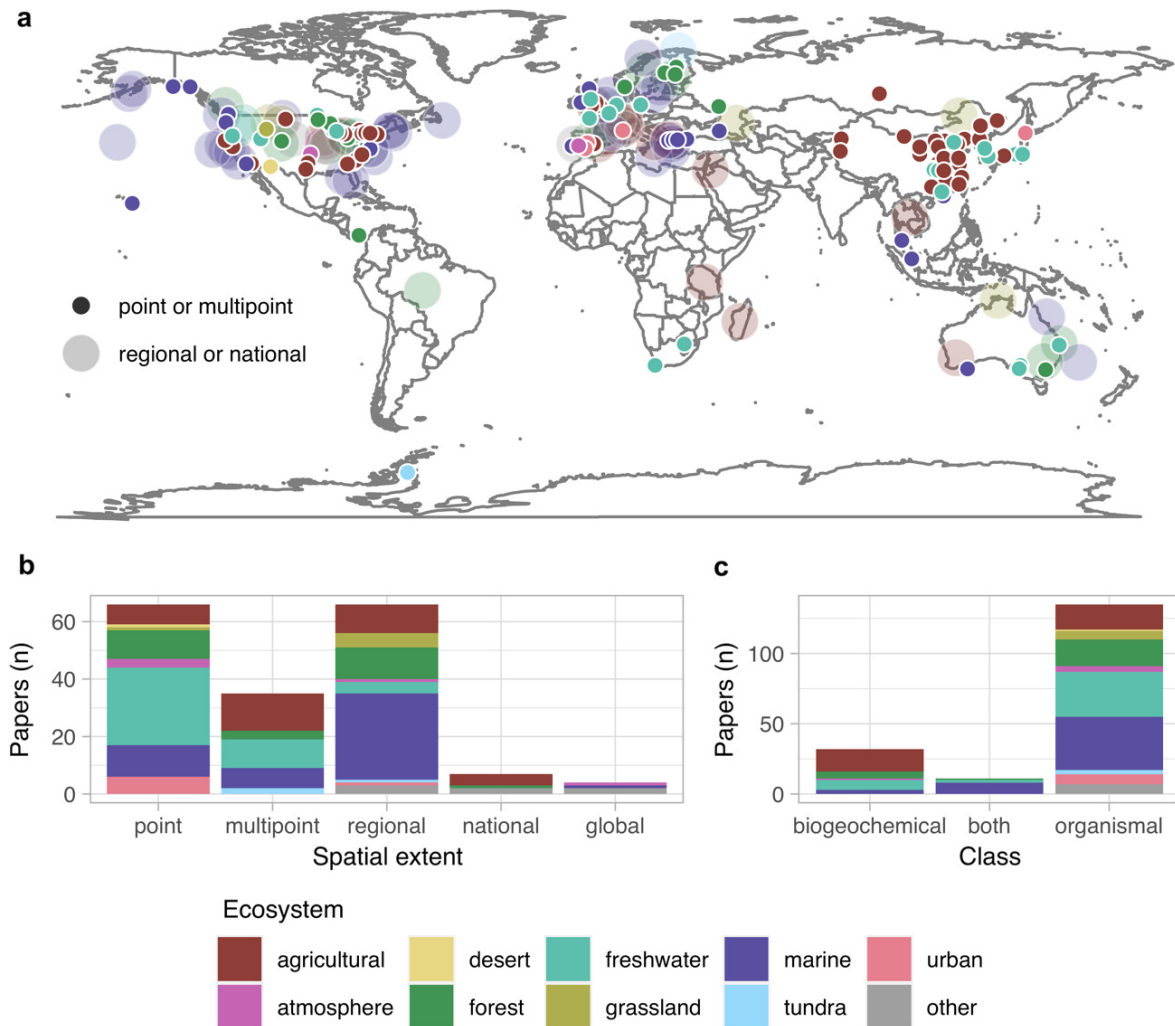 a
point or multipoint
regional or national
b
Papers (n)
60
40
20
0
point multipoint regional national global
Spatial extent
c
Papers (n)
100
50
0
biogeochemical both organismal
Class
Ecosystem
agricultural desert freshwater marine urban
atmosphere forest grassland tundra other